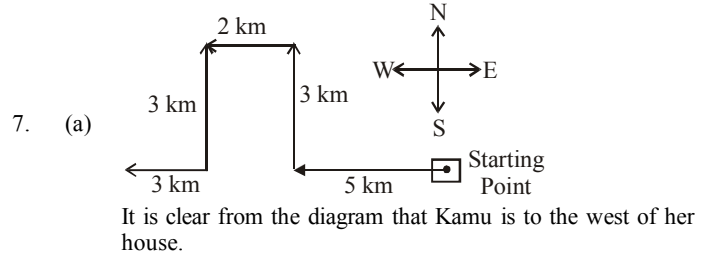 N
2 km
W E
3 km
3 km
7. (a)
S
Starting
Point
3 km
5 km
It is clear from the diagram that Kamu is to the west of her
house.